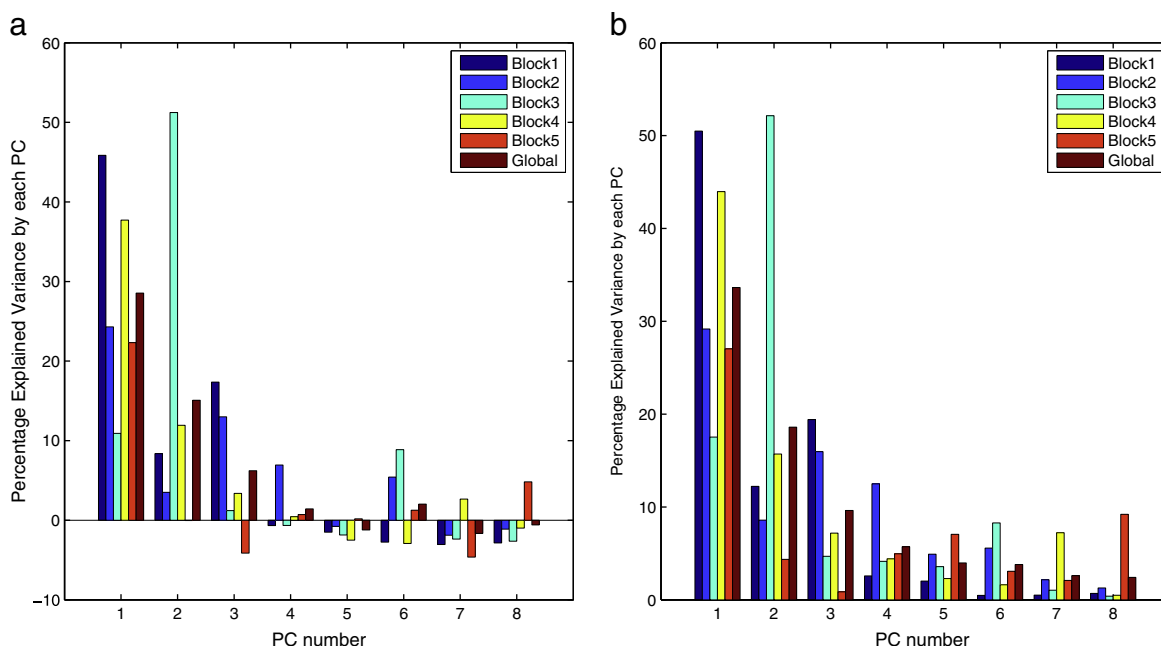 a
60
50
40
30
20
10
0
−10
Percentage Explained Variance by each PC
1 2 3 4 5 6 7 8
PC number
Block1
Block2
Block3
Block4
Block5
Global
b
60
50
40
30
20
10
0
Percentage Explained Variance by each PC
1 2 3 4 5 6 7 8
PC number
Block1
Block2
Block3
Block4
Block5
Global